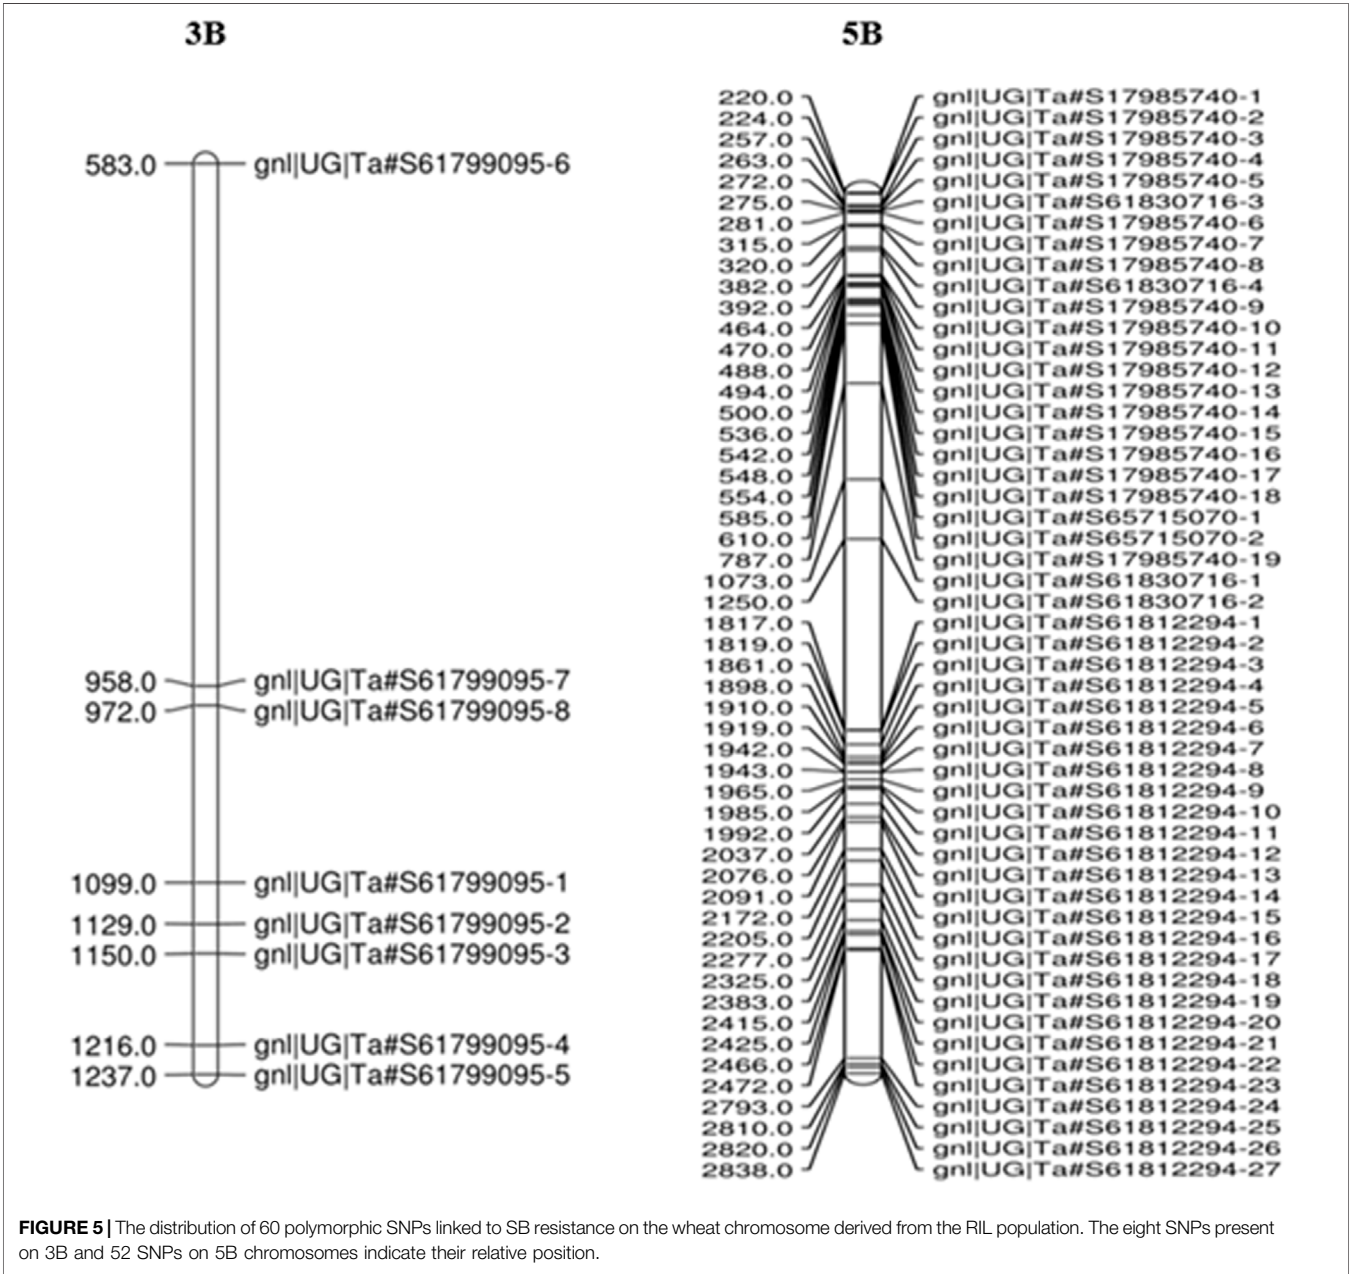 3B
583.0 gnl|UG|Ta#S61799095-6
958.0 gnl|UG|Ta#S61799095-7
972.0 gnl|UG|Ta#S61799095-8
1099.0 gnl|UG|Ta#S61799095-1
1129.0 gnl|UG|Ta#S61799095-2
1150.0 gnl|UG|Ta#S61799095-3
1216.0 gnl|UG|Ta#S61799095-4
1237.0 gnl|UG|Ta#S61799095-5
5B
220.0 gnl|UG|Ta#S17985740-1
224.0 gnl|UG|Ta#S17985740-2
257.0 gnl|UG|Ta#S17985740-3
263.0 gnl|UG|Ta#S17985740-4
272.0 gnl|UG|Ta#S17985740-5
275.0 gnl|UG|Ta#S61830716-3
281.0 gnl|UG|Ta#S17985740-6
315.0 gnl|UG|Ta#S17985740-7
320.0 gnl|UG|Ta#S17985740-8
382.0 gnl|UG|Ta#S61830716-4
392.0 gnl|UG|Ta#S17985740-9
464.0 gnl|UG|Ta#S17985740-10
470.0 gnl|UG|Ta#S17985740-11
488.0 gnl|UG|Ta#S17985740-12
494.0 gnl|UG|Ta#S17985740-13
500.0 gnl|UG|Ta#S17985740-14
536.0 gnl|UG|Ta#S17985740-15
542.0 gnl|UG|Ta#S17985740-16
548.0 gnl|UG|Ta#S17985740-17
554.0 gnl|UG|Ta#S17985740-18
585.0 gnl|UG|Ta#S65715070-1
610.0 gnl|UG|Ta#S65715070-2
787.0 gnl|UG|Ta#S17985740-19
1073.0 gnl|UG|Ta#S61830716-1
1250.0 gnl|UG|Ta#S61830716-2
1817.0 gnl|UG|Ta#S61812294-1
1819.0 gnl|UG|Ta#S61812294-2
1861.0 gnl|UG|Ta#S61812294-3
1898.0 gnl|UG|Ta#S61812294-4
1910.0 gnl|UG|Ta#S61812294-5
1919.0 gnl|UG|Ta#S61812294-6
1942.0 gnl|UG|Ta#S61812294-7
1943.0 gnl|UG|Ta#S61812294-8
1965.0 gnl|UG|Ta#S61812294-9
1985.0 gnl|UG|Ta#S61812294-10
1992.0 gnl|UG|Ta#S61812294-11
2037.0 gnl|UG|Ta#S61812294-12
2076.0 gnl|UG|Ta#S61812294-13
2091.0 gnl|UG|Ta#S61812294-14
2172.0 gnl|UG|Ta#S61812294-15
2205.0 gnl|UG|Ta#S61812294-16
2277.0 gnl|UG|Ta#S61812294-17
2325.0 gnl|UG|Ta#S61812294-18
2383.0 gnl|UG|Ta#S61812294-19
2415.0 gnl|UG|Ta#S61812294-20
2425.0 gnl|UG|Ta#S61812294-21
2466.0 gnl|UG|Ta#S61812294-22
2472.0 gnl|UG|Ta#S61812294-23
2793.0 gnl|UG|Ta#S61812294-24
2810.0 gnl|UG|Ta#S61812294-25
2820.0 gnl|UG|Ta#S61812294-26
2838.0 gnl|UG|Ta#S61812294-27
FIGURE 5 | The distribution of 60 polymorphic SNPs linked to SB resistance on the wheat chromosome derived from the RIL population. The eight SNPs present
on 3B and 52 SNPs on 5B chromosomes indicate their relative position.